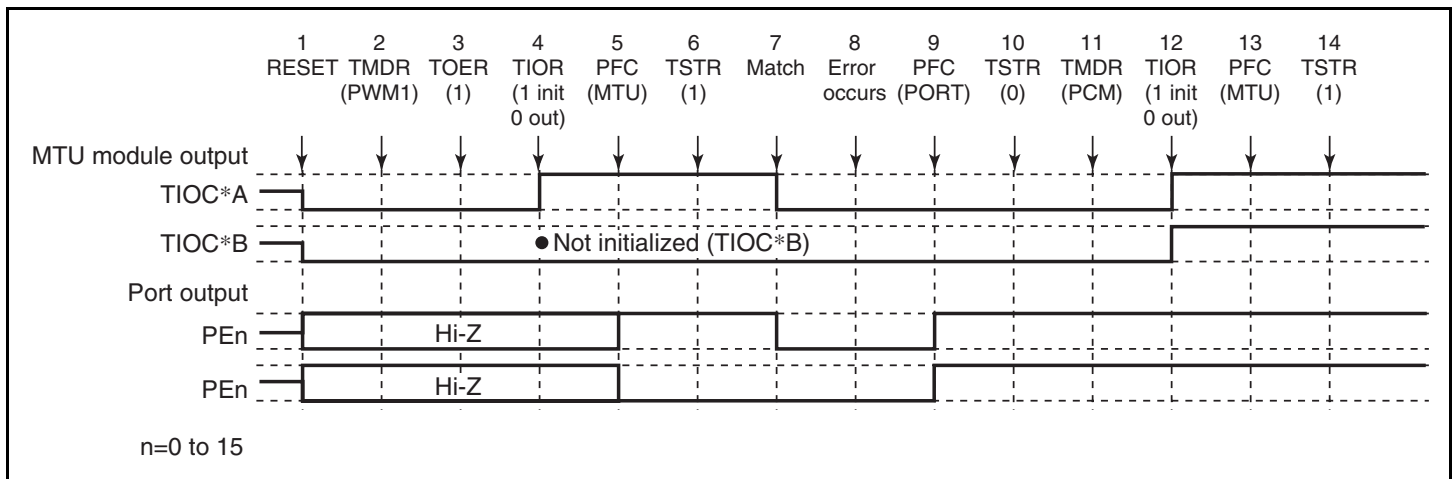 1 2 3 4 5 6 7 8 9 10 11 12 13 14
RESET TMDR TOER TIOR PFC TSTR Match Error PFC TSTR TMDR TIOR PFC TSTR
(PWM1) (1) (1 init (MTU) (1) occurs (PORT) (0) (PCM) (1 init (MTU) (1)
0 out) 0 out)
MTU module output
TIOC*A
TIOC*B ● Not initialized (TIOC*B)
Port output
PEn Hi-Z
PEn Hi-Z
n=0 to 15